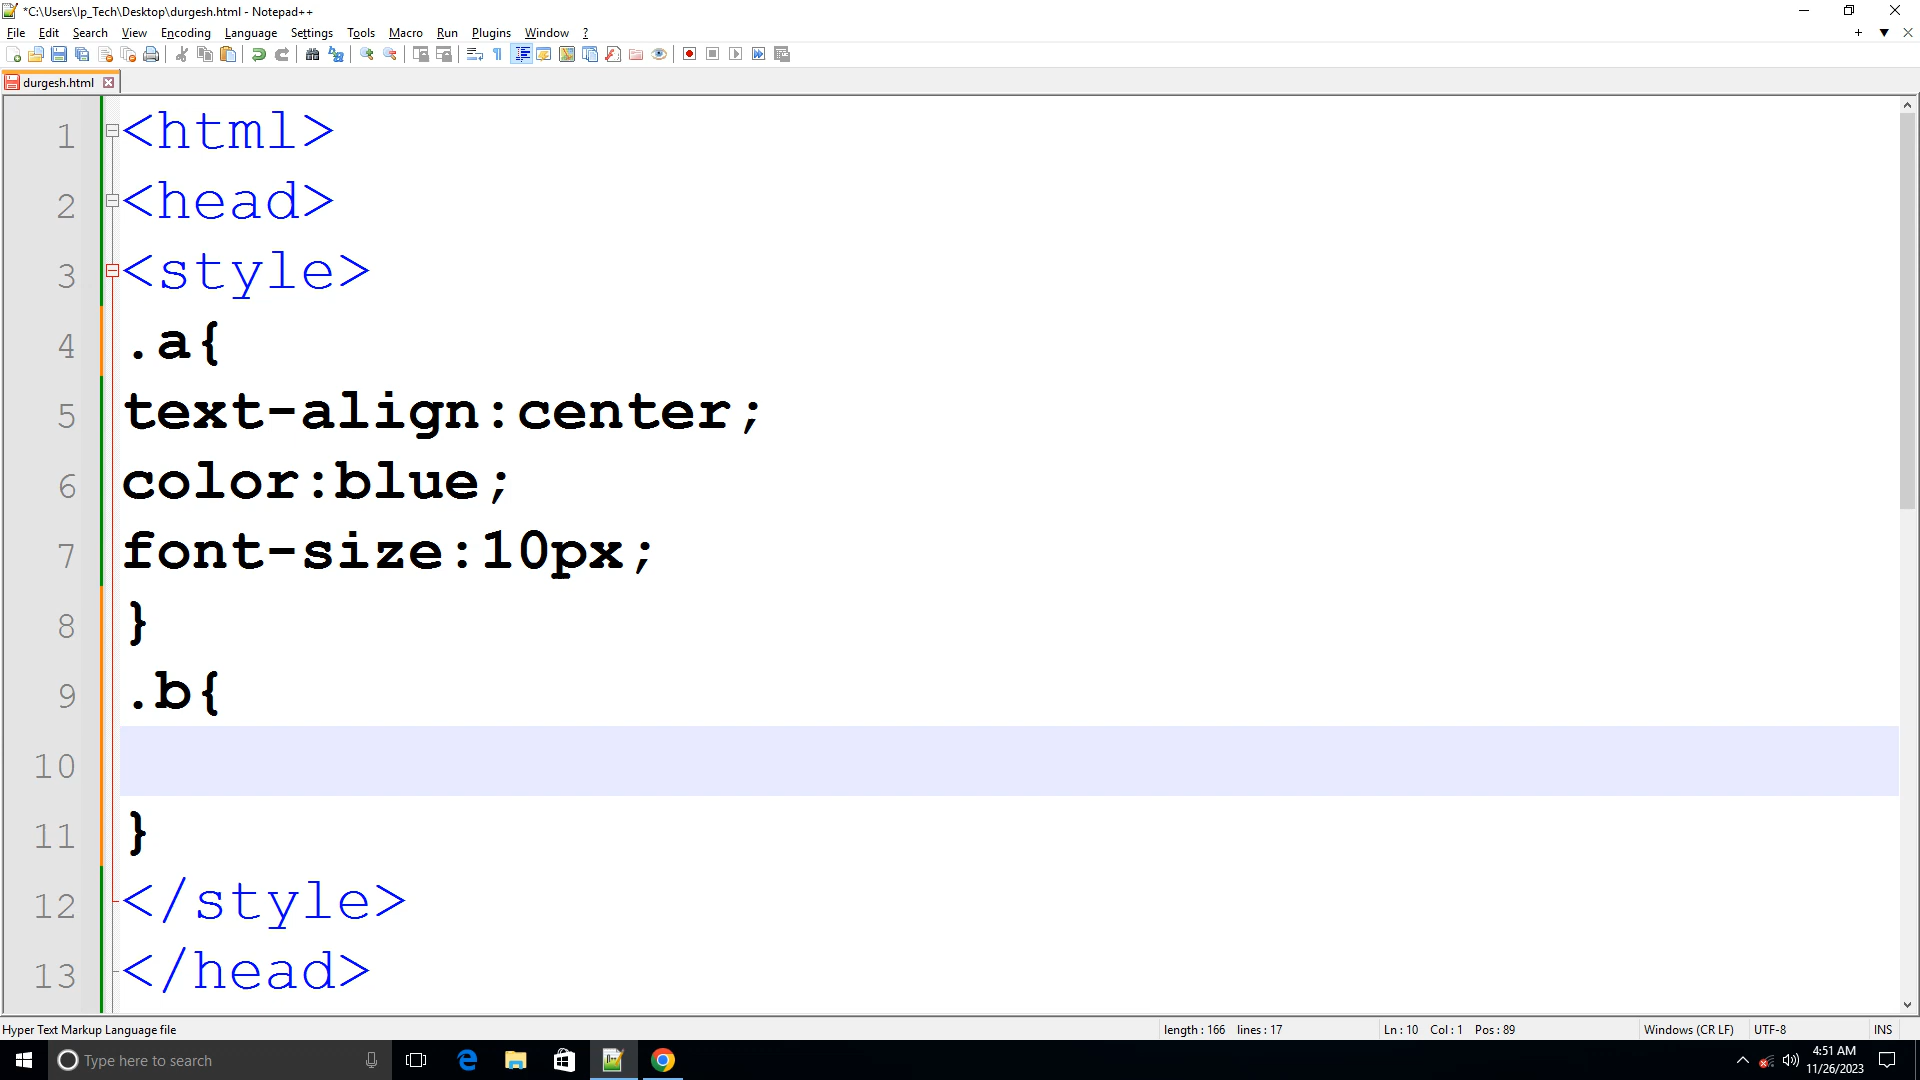 *C:\Users\lp_Tech\Desktop\durgesh.html - Notepad++
File Edit Search View Encoding Language Settings Tools Macro Run Plugins Window ?
durgesh.html
1 <html>
2 <head>
3 <style>
4 .a{
5 text-align:center;
6 color:blue;
7 font-size:10px;
8 }
9 .b{
10
11 }
12 </style>
13 </head>
Hyper Text Markup Language file length : 166 lines : 17 Ln : 10 Col : 1 Pos : 89 Windows (CR LF) UTF-8 INS
Type here to search
4:51 AM
11/26/2023